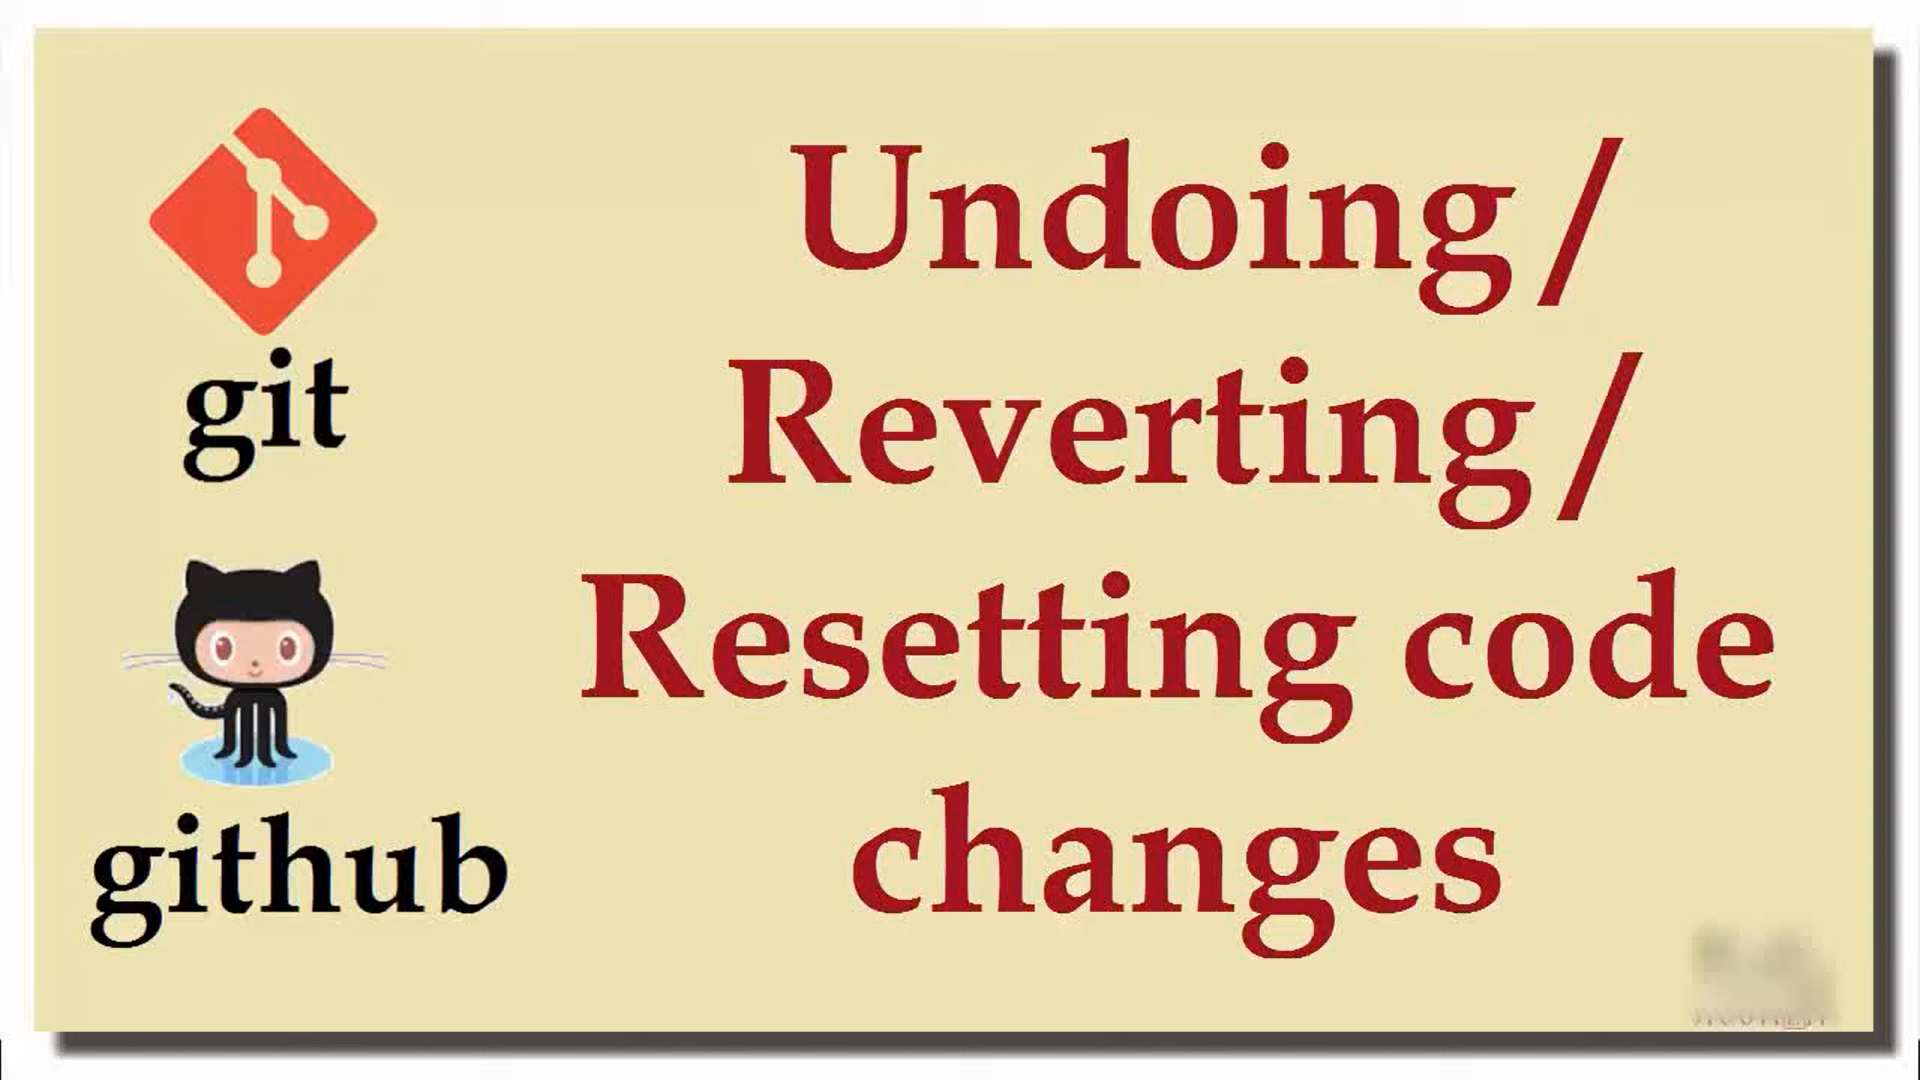 git
github
Undoing /
Reverting /
Resetting code
changes